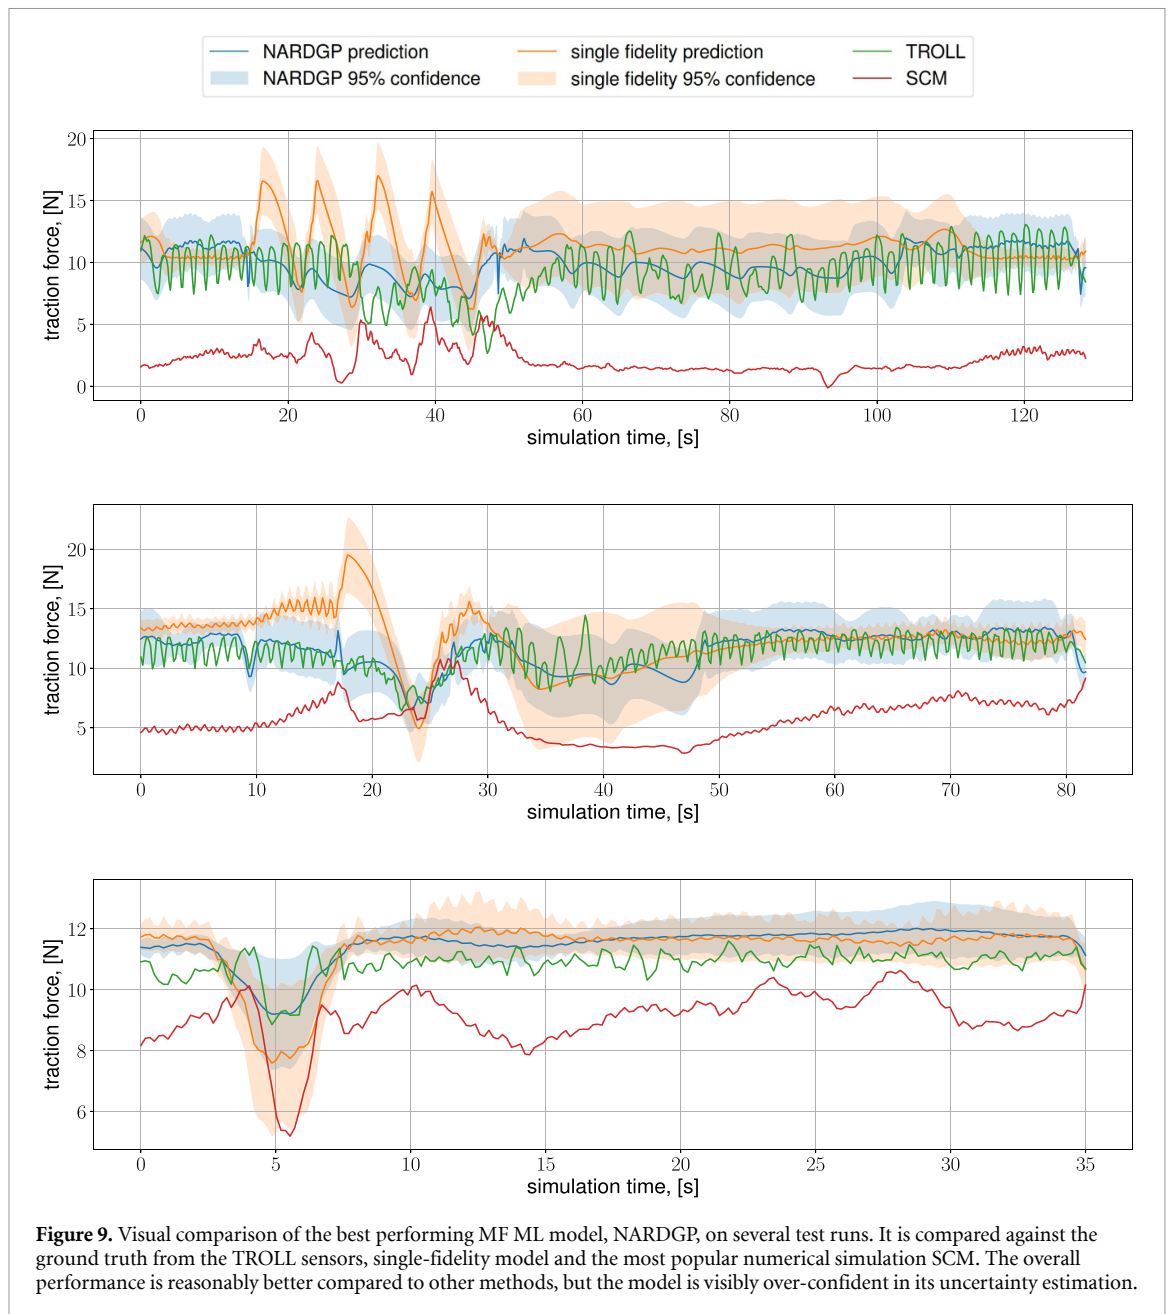 NARDGP prediction single fidelity prediction TROLL
NARDGP 95% confidence single fidelity 95% confidence SCM
20
15
10
5
0
traction force, [N]
0 20 40 60 80 100 120
simulation time, [s]
20
15
10
5
traction force, [N]
0 10 20 30 40 50 60 70 80
simulation time, [s]
12
10
8
6
traction force, [N]
0 5 10 15 20 25 30 35
simulation time, [s]
Figure 9. Visual comparison of the best performing MF ML model, NARDGP, on several test runs. It is compared against the
ground truth from the TROLL sensors, single-fidelity model and the most popular numerical simulation SCM. The overall
performance is reasonably better compared to other methods, but the model is visibly over-confident in its uncertainty estimation.